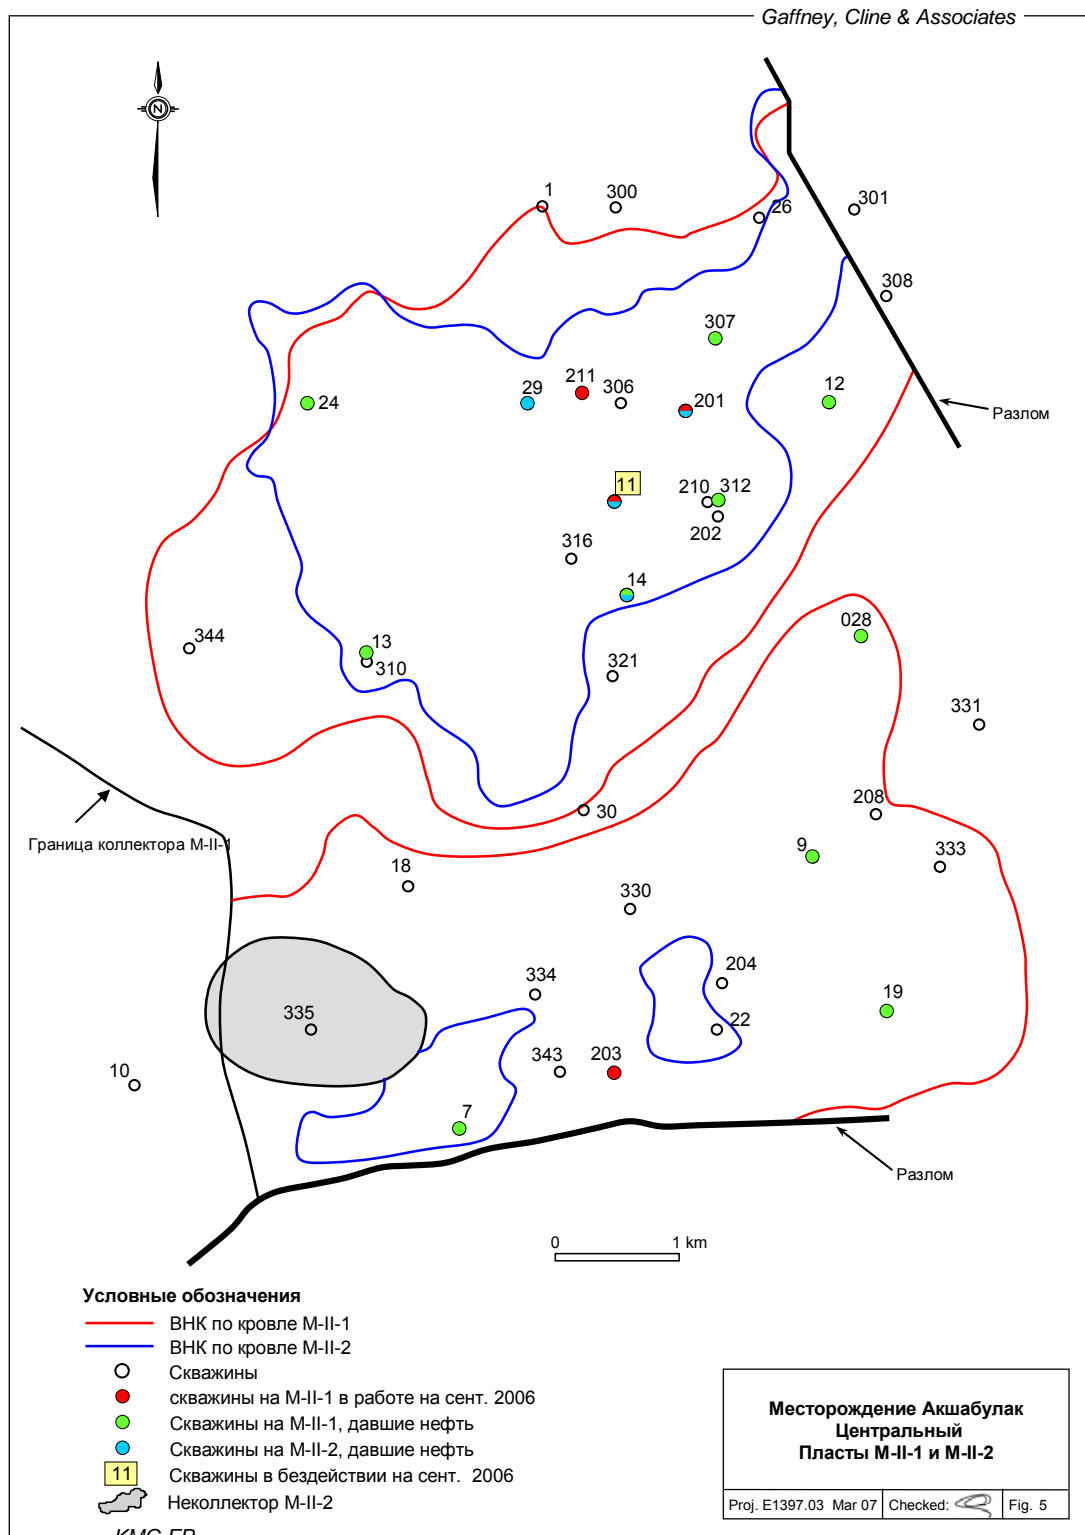 Gaffney, Cline & Associates
N
1
300
26
301
308
307
211
306
29
24
201
12
Разлом
11
210
312
202
316
14
028
344
13
310
321
331
30
208
Граница коллектора М-II-1
9
333
18
330
334
204
19
335
22
343
203
10
7
Разлом
0
1 km
Условные обозначения
ВНК по кровле М-II-1
ВНК по кровле М-II-2
Скважины
скважины на М-II-1 в работе на сент. 2006
Скважины на М-II-1, давшие нефть
Скважины на М-II-2, давшие нефть
11 Скважины в бездействии на сент. 2006
Неколлектор М-II-2
Месторождение Акшабулак
Центральный
Пласты М-II-1 и М-II-2
Proj. E1397.03 Mar 07 Checked: Fig. 5
KMG EP